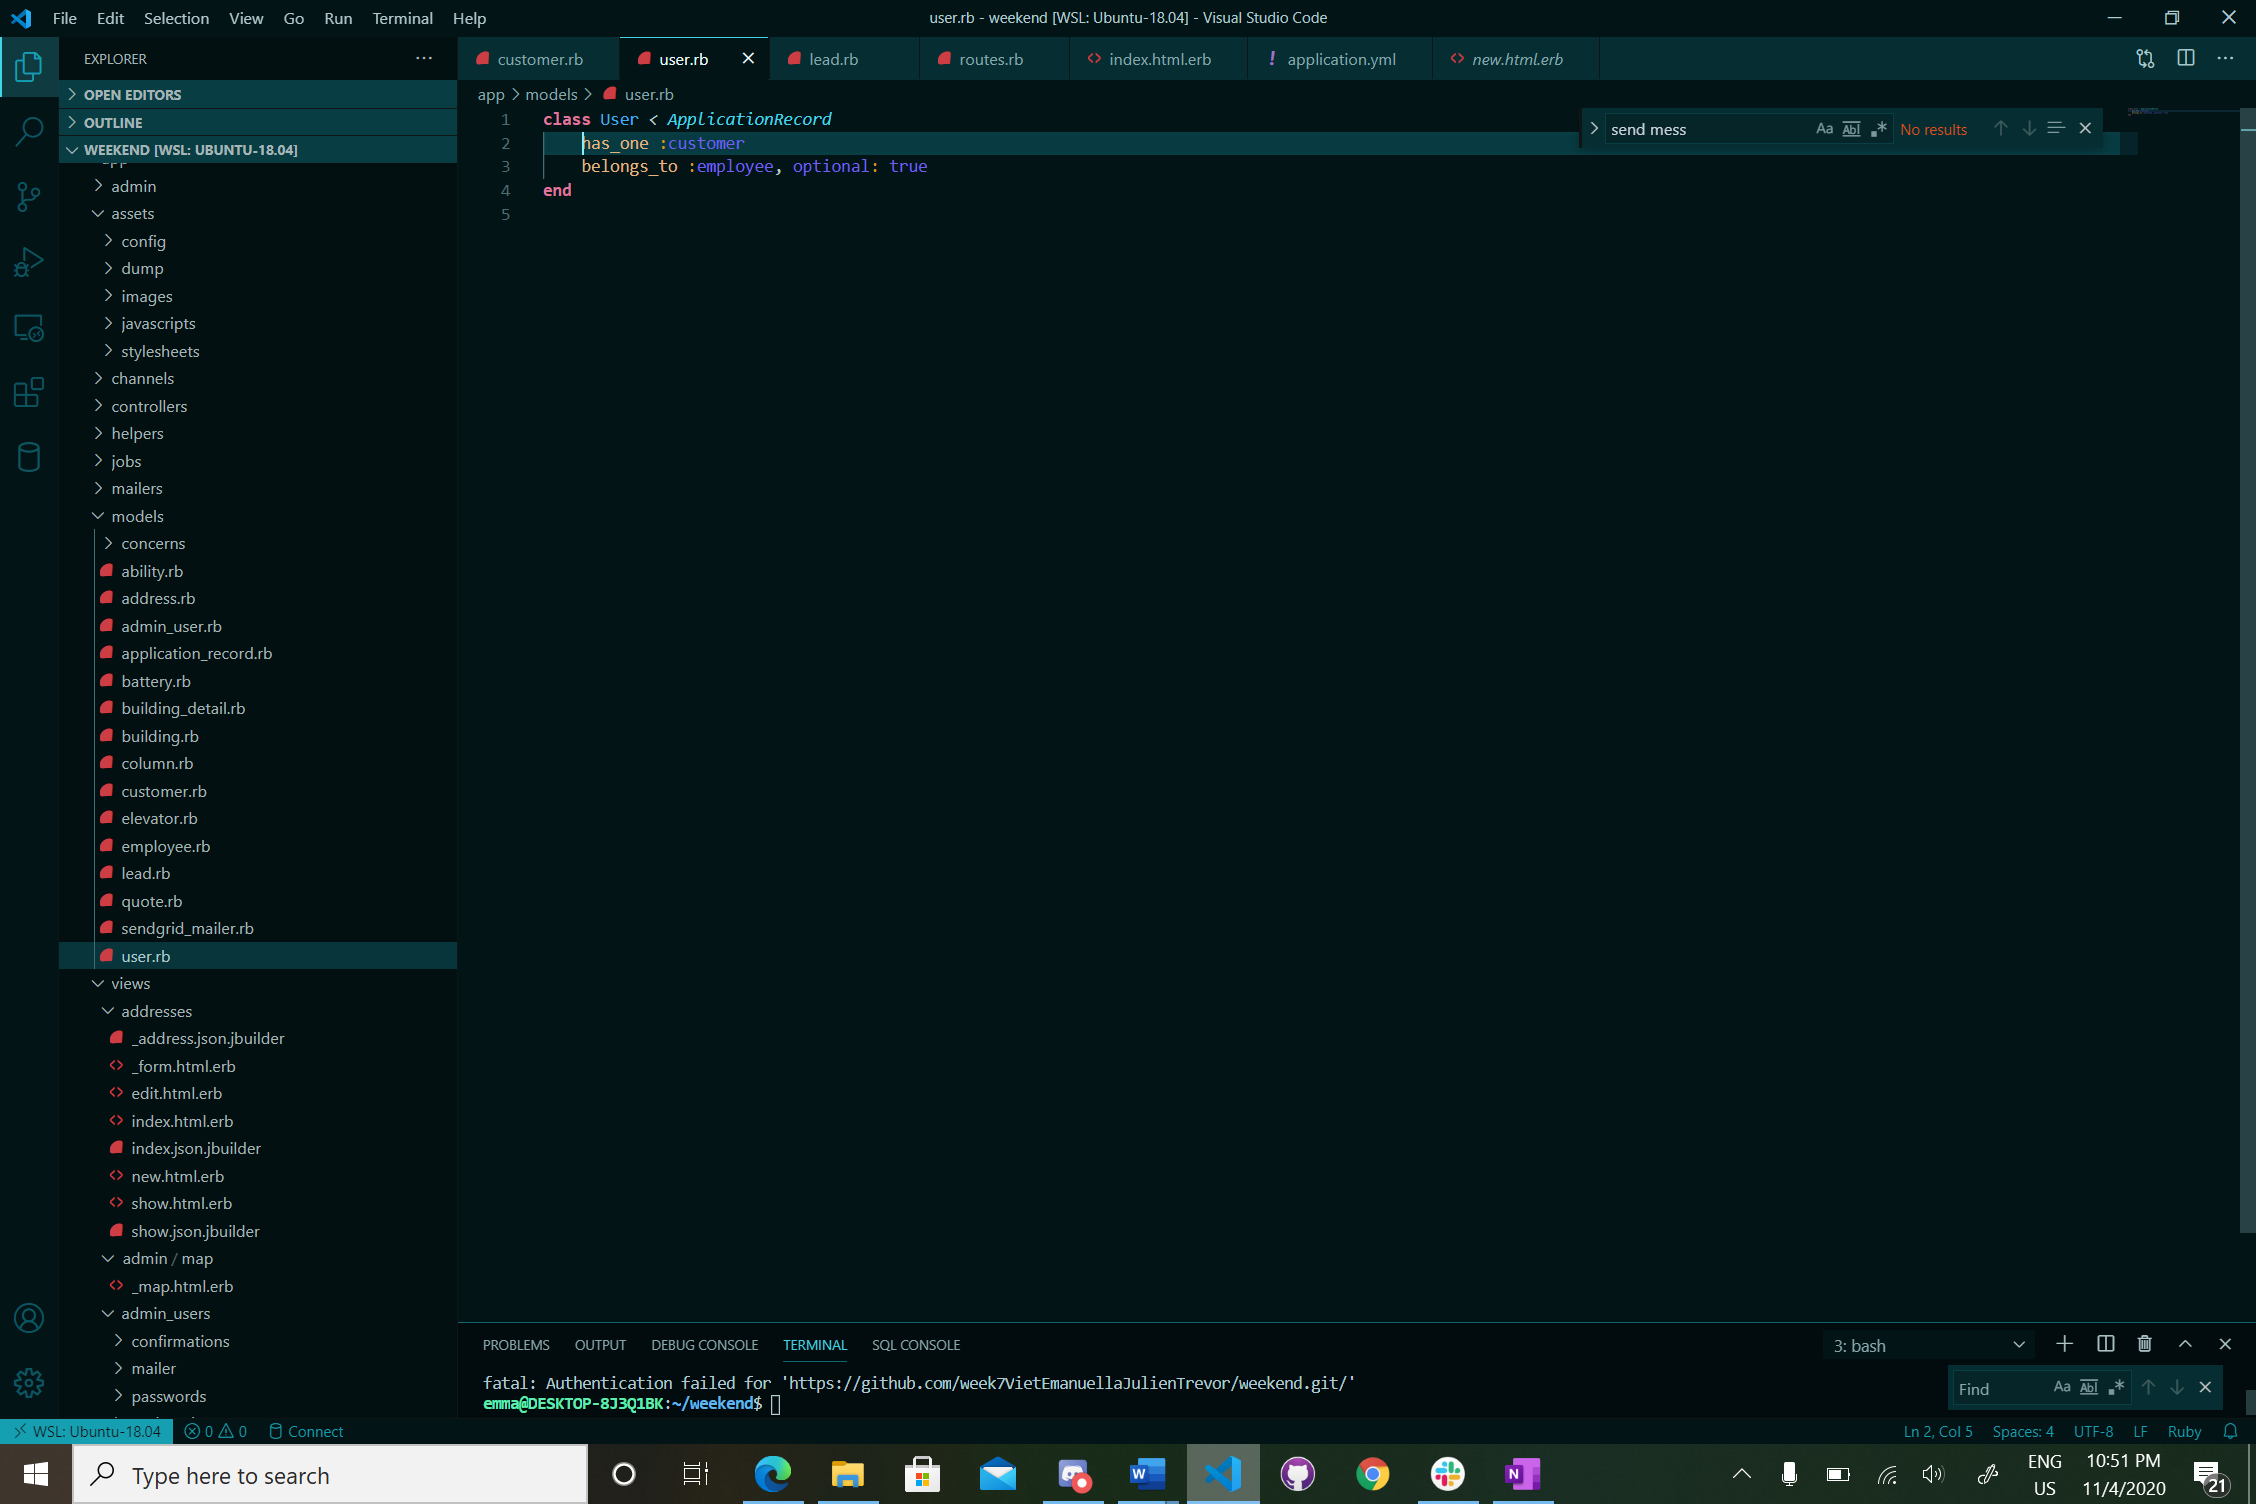 File Edit Selection View Go Run Terminal Help
user.rb - weekend [WSL: Ubuntu-18.04] - Visual Studio Code
EXPLORER
customer.rb user.rb lead.rb routes.rb index.html.erb application.yml new.html.erb
OPEN EDITORS
OUTLINE
WEEKEND [WSL: UBUNTU-18.04]
admin
assets
config
dump
images
javascripts
stylesheets
channels
controllers
helpers
jobs
mailers
models
concerns
ability.rb
address.rb
admin_user.rb
application_record.rb
battery.rb
building_detail.rb
building.rb
column.rb
customer.rb
elevator.rb
employee.rb
lead.rb
quote.rb
sendgrid_mailer.rb
user.rb
views
addresses
_address.json.jbuilder
_form.html.erb
edit.html.erb
index.html.erb
index.json.jbuilder
new.html.erb
show.html.erb
show.json.jbuilder
admin / map
_map.html.erb
admin_users
confirmations
mailer
passwords
app > models > user.rb
1 class User < ApplicationRecord
2 has_one :customer
3 belongs_to :employee, optional: true
4 end
5
send mess Aa Abl No results
PROBLEMS OUTPUT DEBUG CONSOLE TERMINAL SQL CONSOLE
3: bash
fatal: Authentication failed for 'https://github.com/week7VietEmanuellaJulienTrevor/weekend.git/'
emma@DESKTOP-8J3Q1BK:~/weekend$
Find Aa Abl
WSL: Ubuntu-18.04 0 0 Connect
Ln 2, Col 5 Spaces: 4 UTF-8 LF Ruby
Type here to search
ENG
US
10:51 PM
11/4/2020
21